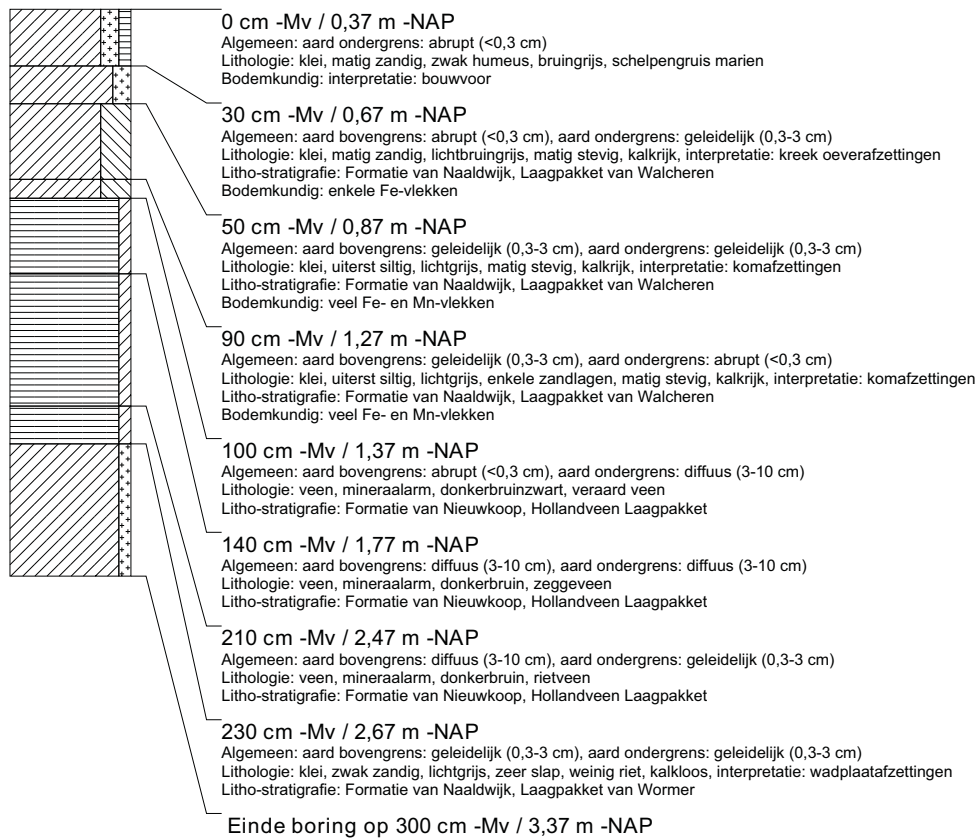 0 cm -Mv / 0,37 m -NAP
Algemeen: aard ondergrens: abrupt (<0,3 cm)
Lithologie: klei, matig zandig, zwak humeus, bruingrijs, schelpengruis marien
Bodemkundig: interpretatie: bouwvoor
30 cm -Mv / 0,67 m -NAP
Algemeen: aard bovengrens: abrupt (<0,3 cm), aard ondergrens: geleidelijk (0,3-3 cm)
Lithologie: klei, matig zandig, lichtbruingrijs, matig stevig, kalkrijk, interpretatie: kreek oeverafzettingen
Litho-stratigrafie: Formatie van Naaldwijk, Laagpakket van Walcheren
Bodemkundig: enkele Fe-vlekken
50 cm -Mv / 0,87 m -NAP
Algemeen: aard bovengrens: geleidelijk (0,3-3 cm), aard ondergrens: geleidelijk (0,3-3 cm)
Lithologie: klei, uiterst siltig, lichtgrijs, matig stevig, kalkrijk, interpretatie: komafzettingen
Litho-stratigrafie: Formatie van Naaldwijk, Laagpakket van Walcheren
Bodemkundig: veel Fe- en Mn-vlekken
90 cm -Mv / 1,27 m -NAP
Algemeen: aard bovengrens: geleidelijk (0,3-3 cm), aard ondergrens: abrupt (<0,3 cm)
Lithologie: klei, uiterst siltig, lichtgrijs, enkele zandlagen, matig stevig, kalkrijk, interpretatie: komafzettingen
Litho-stratigrafie: Formatie van Naaldwijk, Laagpakket van Walcheren
Bodemkundig: veel Fe- en Mn-vlekken
100 cm -Mv / 1,37 m -NAP
Algemeen: aard bovengrens: abrupt (<0,3 cm), aard ondergrens: diffuus (3-10 cm)
Lithologie: veen, mineraalarm, donkerbruinzwart, veraard veen
Litho-stratigrafie: Formatie van Nieuwkoop, Hollandveen Laagpakket
140 cm -Mv / 1,77 m -NAP
Algemeen: aard bovengrens: diffuus (3-10 cm), aard ondergrens: diffuus (3-10 cm)
Lithologie: veen, mineraalarm, donkerbruin, zeggeveen
Litho-stratigrafie: Formatie van Nieuwkoop, Hollandveen Laagpakket
210 cm -Mv / 2,47 m -NAP
Algemeen: aard bovengrens: diffuus (3-10 cm), aard ondergrens: geleidelijk (0,3-3 cm)
Lithologie: veen, mineraalarm, donkerbruin, rietveen
Litho-stratigrafie: Formatie van Nieuwkoop, Hollandveen Laagpakket
230 cm -Mv / 2,67 m -NAP
Algemeen: aard bovengrens: geleidelijk (0,3-3 cm), aard ondergrens: geleidelijk (0,3-3 cm)
Lithologie: klei, zwak zandig, lichtgrijs, zeer slap, weinig riet, kalkloos, interpretatie: wadplaatafzettingen
Litho-stratigrafie: Formatie van Naaldwijk, Laagpakket van Wormer
Einde boring op 300 cm -Mv / 3,37 m -NAP